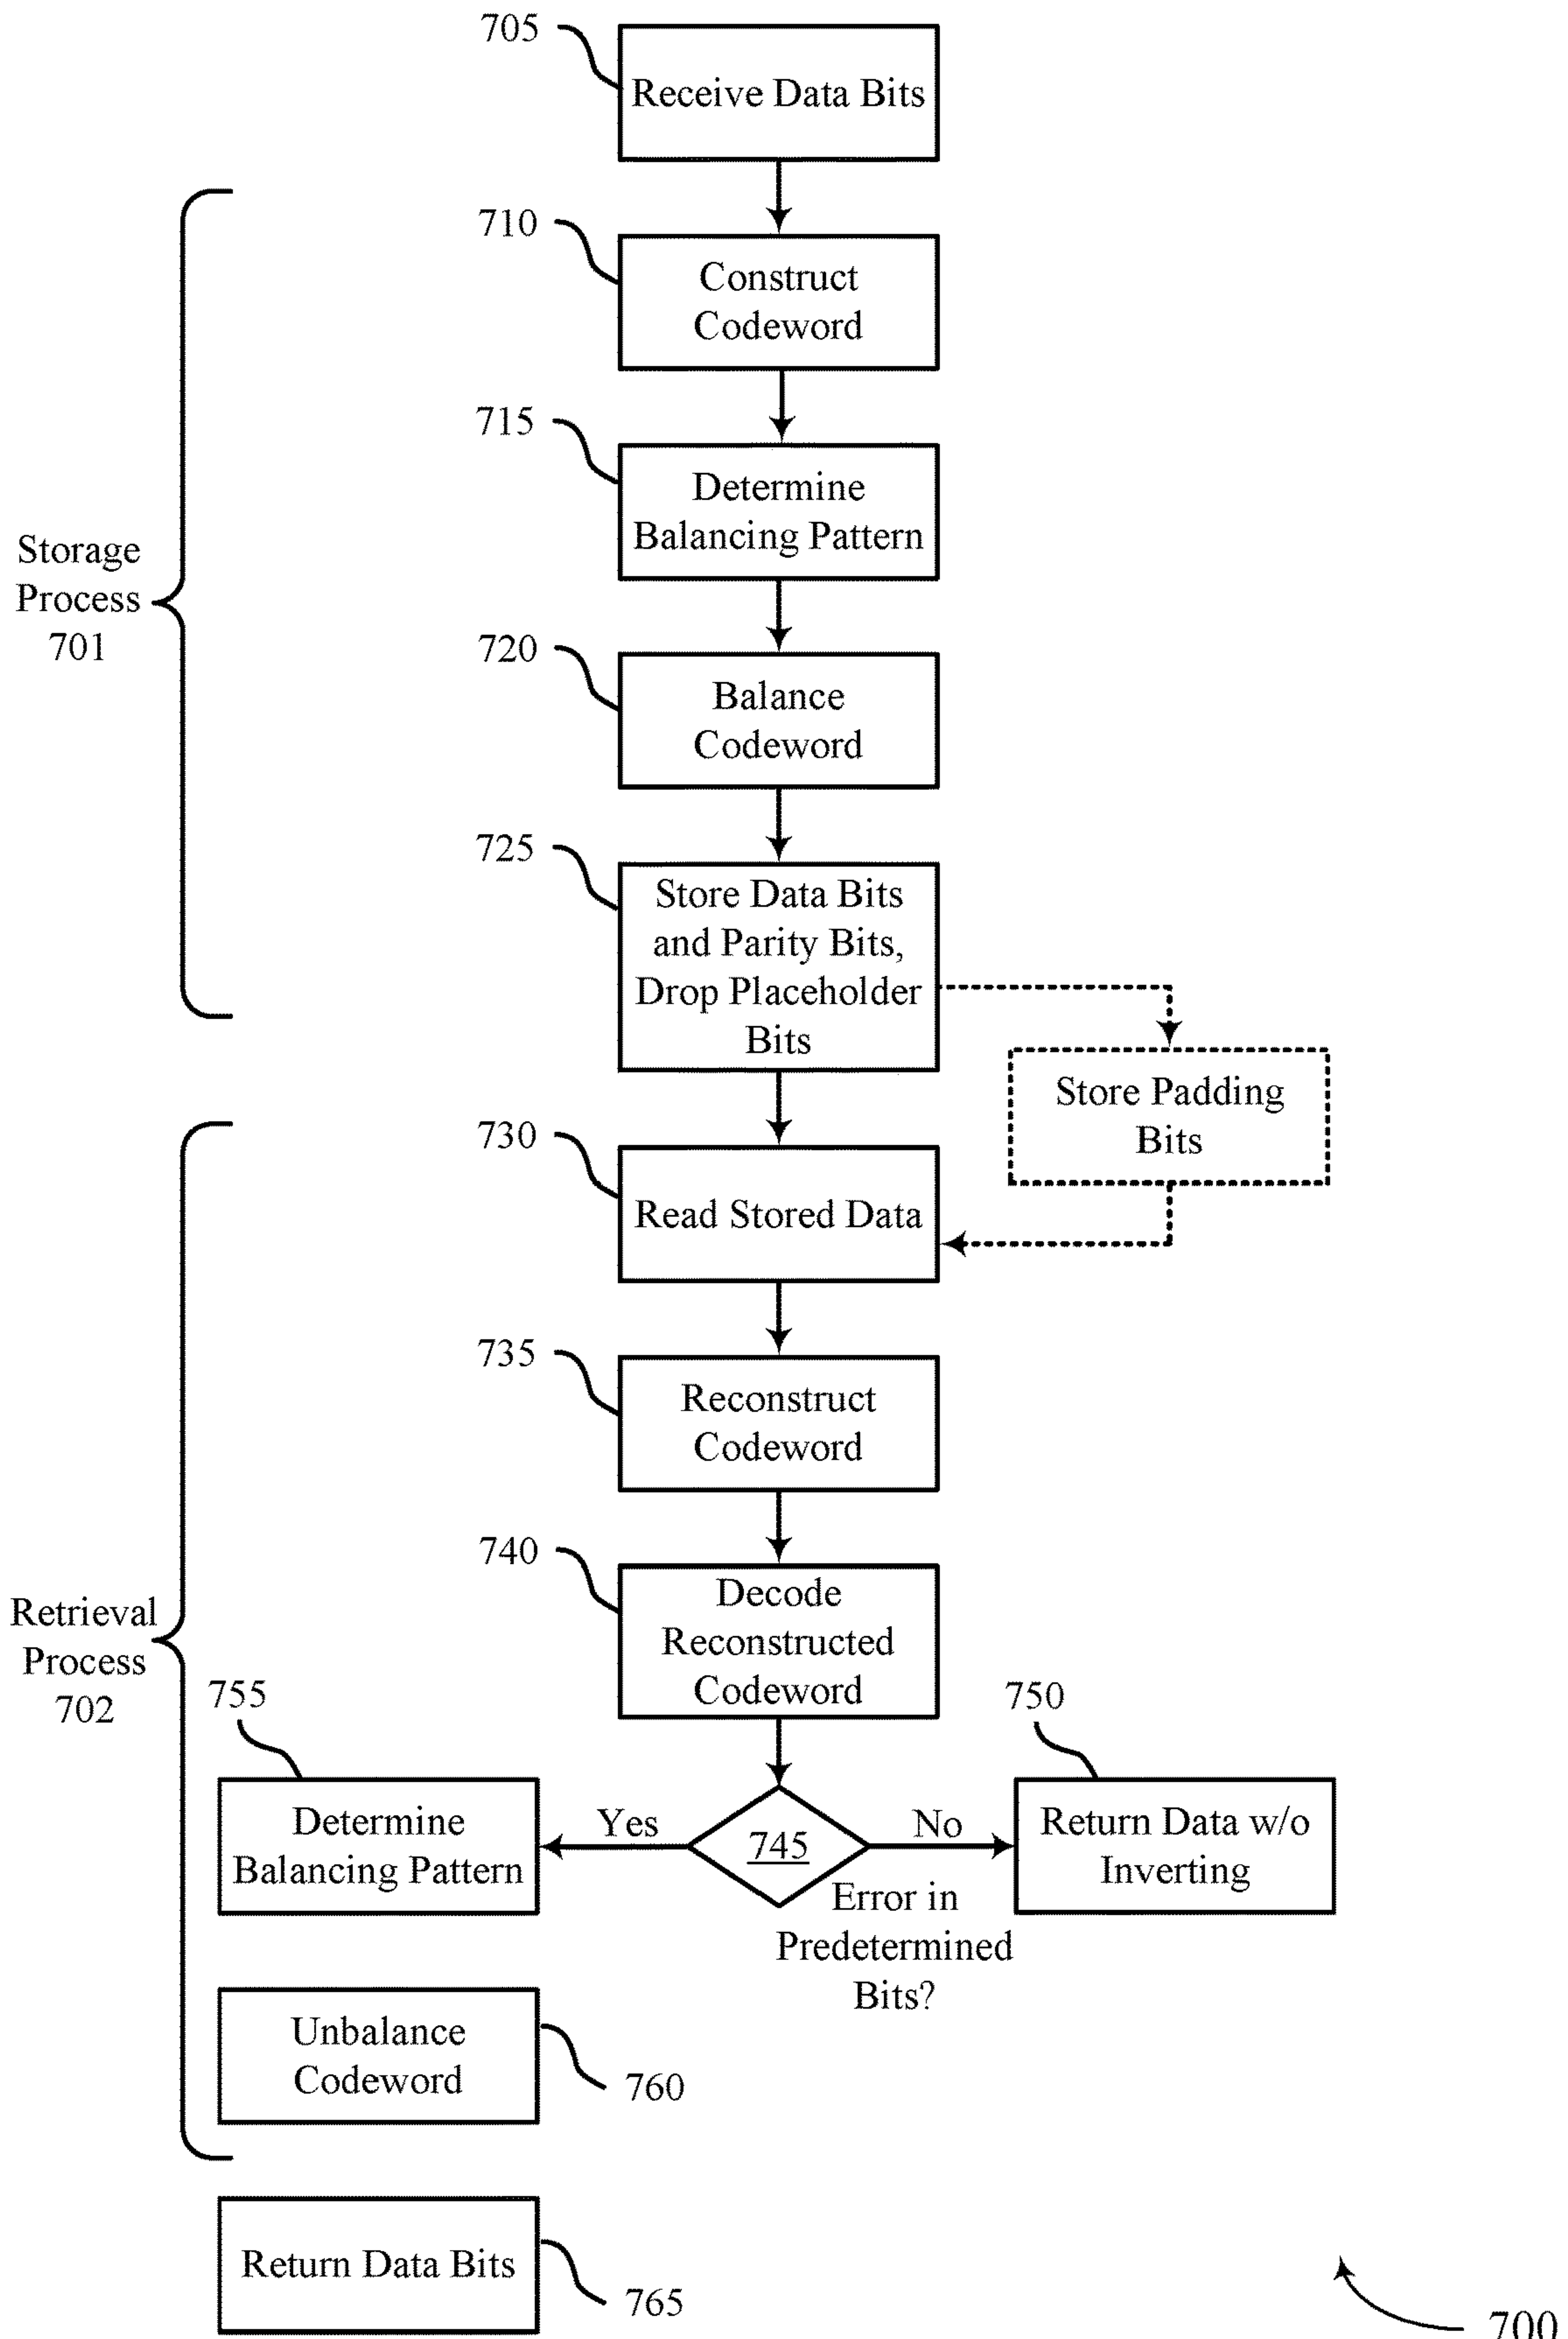 705
Receive Data Bits
710
Construct
Codeword
715
Determine
Balancing Pattern
Storage
Process
701
720
Balance
Codeword
725
Store Data Bits
and Parity Bits,
Drop Placeholder
Bits
Store Padding
Bits
730
Read Stored Data
735
Reconstruct
Codeword
740
Decode
Reconstructed
Codeword
Retrieval
Process
702
755
Determine
Balancing Pattern
Yes
745
No
Error in
Predetermined
Bits?
750
Return Data w/o
Inverting
Unbalance
Codeword
760
Return Data Bits
765
700